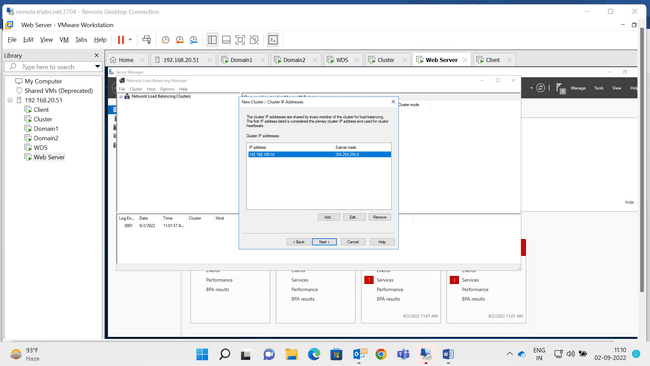 remote.trlabs.net:3704 - Remote Desktop Connection
Web Server - VMware Workstation
File Edit View VM Tabs Help
Library
Type here to search
My Computer
Shared VMs (Deprecated)
192.168.20.51
Client
Cluster
Domain1
Domain2
WDS
Web Server
Home 192.168.20.51 Domain1 Domain2 WDS Cluster Web Server Client
Server Manager
Manage Tools View
Network Load Balancing Manager
File Cluster Host Options Help
Network Load Balancing Clusters
Cluster mode
New Cluster : Cluster IP Addresses
The cluster IP addresses are shared by every member of the cluster for load balancing.
The first IP address listed is considered the primary cluster IP address and used for cluster
heartbeats.
Cluster IP addresses:
IP address Subnet mask
255.255.255.0
Add... Edit... Remove
< Back Next > Cancel Help
Hide
Log En... Date Time Cluster Host
0001 9/2/2022 11:01:57 A...
Performance
BPA results
Services
Performance
BPA results
1 Services
Performance
BPA results
9/2/2022 11:01 AM
1 Services
Performance
BPA results
9/2/2022 11:01 AM
93°F
Haze
ENG
IN
11:10
02-09-2022